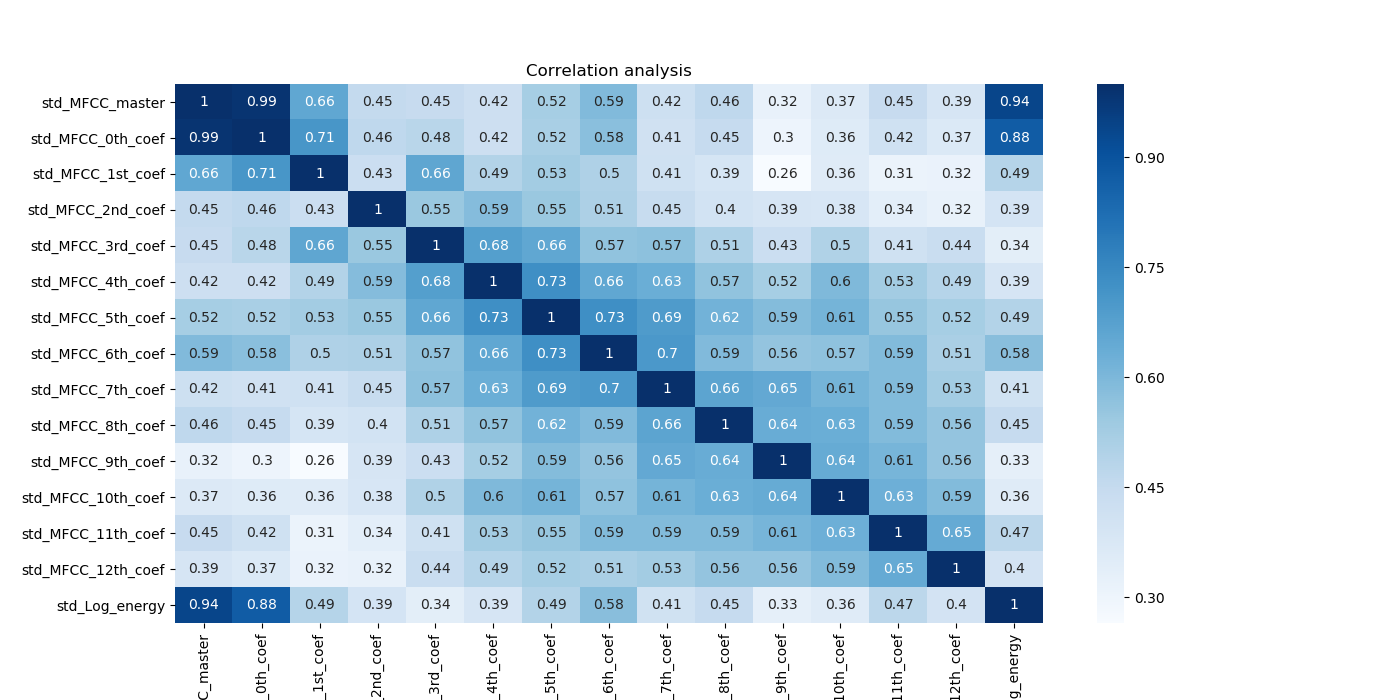 Correlation analysis
std_MFCC_master 1 0.99 0.66 0.45 0.45 0.42 0.52 0.59 0.42 0.46 0.32 0.37 0.45 0.39 0.94
std_MFCC_0th_coef 0.99 1 0.71 0.46 0.48 0.42 0.52 0.58 0.41 0.45 0.3 0.36 0.42 0.37 0.88
std_MFCC_1st_coef 0.66 0.71 1 0.43 0.66 0.49 0.53 0.5 0.41 0.39 0.26 0.36 0.31 0.32 0.49
std_MFCC_2nd_coef 0.45 0.46 0.43 1 0.55 0.59 0.55 0.51 0.45 0.4 0.39 0.38 0.34 0.32 0.39
std_MFCC_3rd_coef 0.45 0.48 0.66 0.55 1 0.68 0.66 0.57 0.57 0.51 0.43 0.5 0.41 0.44 0.34
std_MFCC_4th_coef 0.42 0.42 0.49 0.59 0.68 1 0.73 0.66 0.63 0.57 0.52 0.6 0.53 0.49 0.39
std_MFCC_5th_coef 0.52 0.52 0.53 0.55 0.66 0.73 1 0.73 0.69 0.62 0.59 0.61 0.55 0.52 0.49
std_MFCC_6th_coef 0.59 0.58 0.5 0.51 0.57 0.66 0.73 1 0.7 0.59 0.56 0.57 0.59 0.51 0.58
std_MFCC_7th_coef 0.42 0.41 0.41 0.45 0.57 0.63 0.69 0.7 1 0.66 0.65 0.61 0.59 0.53 0.41
std_MFCC_8th_coef 0.46 0.45 0.39 0.4 0.51 0.57 0.62 0.59 0.66 1 0.64 0.63 0.59 0.56 0.45
std_MFCC_9th_coef 0.32 0.3 0.26 0.39 0.43 0.52 0.59 0.56 0.65 0.64 1 0.64 0.61 0.56 0.33
std_MFCC_10th_coef 0.37 0.36 0.36 0.38 0.5 0.6 0.61 0.57 0.61 0.63 0.64 1 0.63 0.59 0.36
std_MFCC_11th_coef 0.45 0.42 0.31 0.34 0.41 0.53 0.55 0.59 0.59 0.59 0.61 0.63 1 0.65 0.47
std_MFCC_12th_coef 0.39 0.37 0.32 0.32 0.44 0.49 0.52 0.51 0.53 0.56 0.56 0.59 0.65 1 0.4
std_Log_energy 0.94 0.88 0.49 0.39 0.34 0.39 0.49 0.58 0.41 0.45 0.33 0.36 0.47 0.4 1
C_master
_0th_coef
_1st_coef
2nd_coef
_3rd_coef
_4th_coef
_5th_coef
_6th_coef
_7th_coef
_8th_coef
_9th_coef
10th_coef
11th_coef
12th_coef
g_energy
0.90
0.75
0.60
0.45
0.30